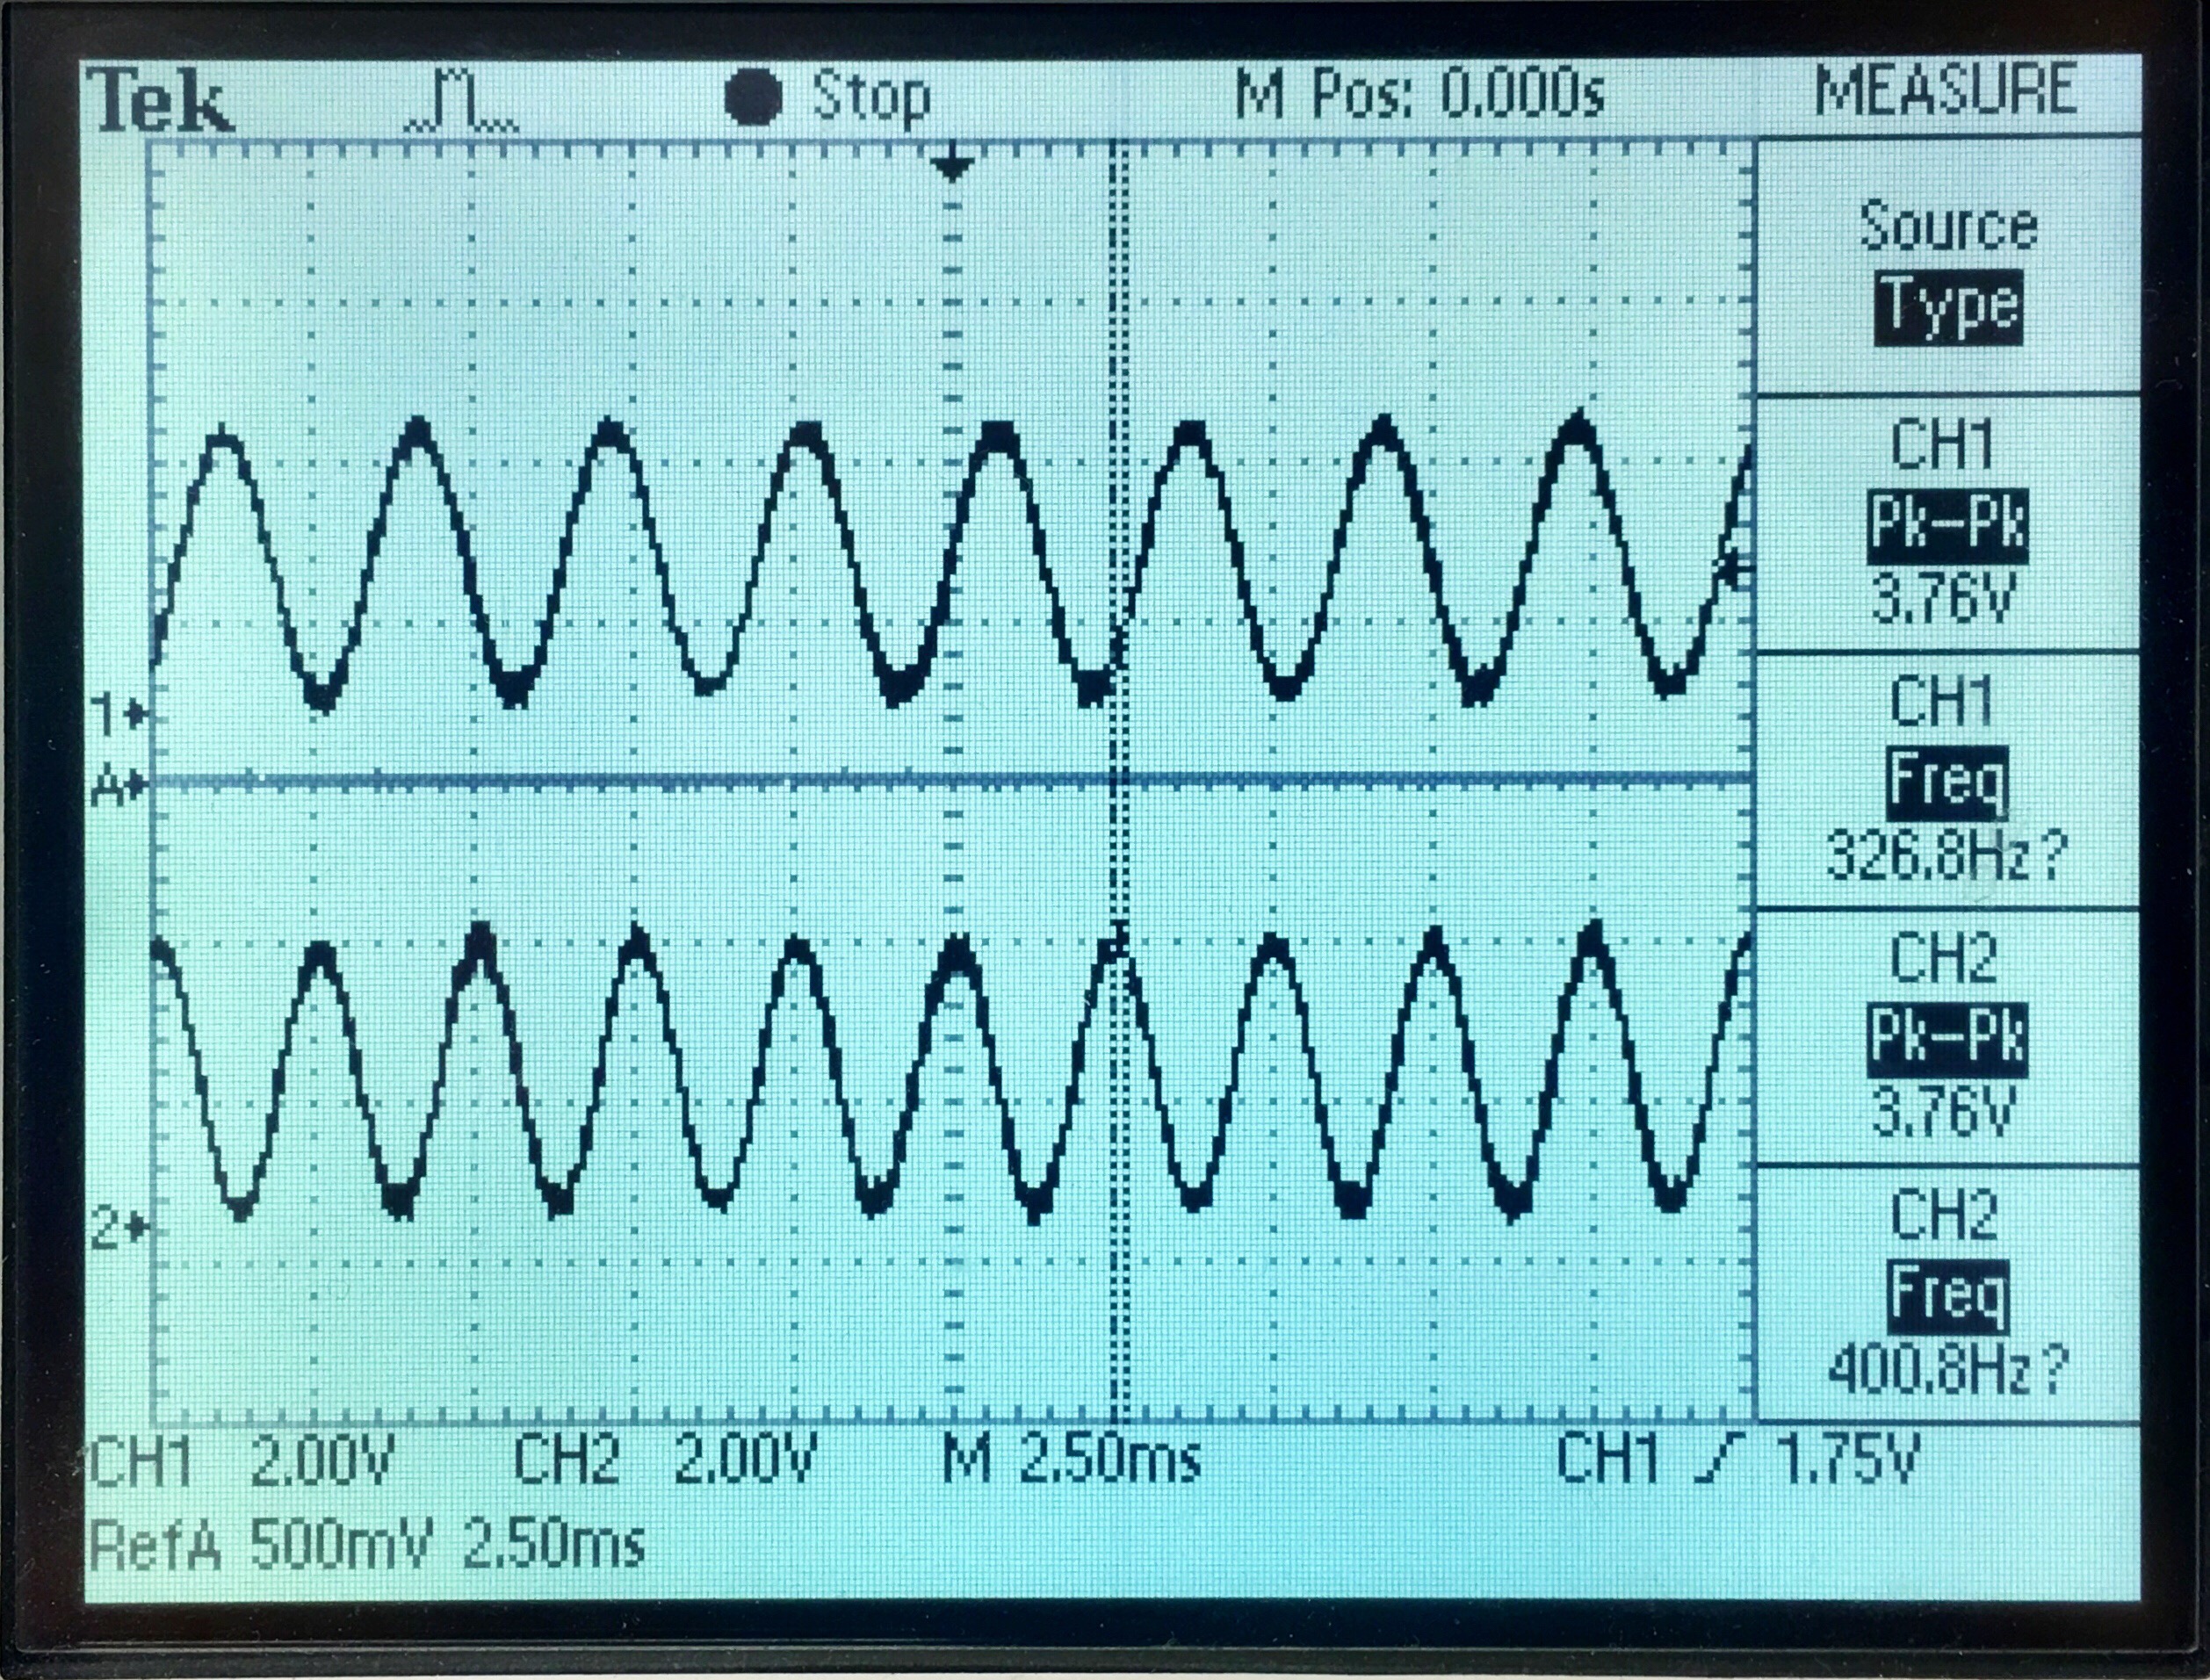 Tek Stop M Pos: 0.000s MEASURE
Source
Type
CH1
Pk-Pk
3.76V
1
CH1
A
Freq
326.8Hz?
CH2
Pk-Pk
3.76V
2
CH2
Freq
400.8Hz?
CH1 2.00V CH2 2.00V M 2.50ms CH1 1.75V
RefA 500mV 2.50ms